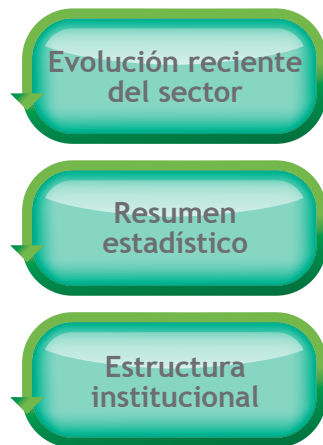 Evolución reciente
del sector
Resumen
estadístico
Estructura
institucional